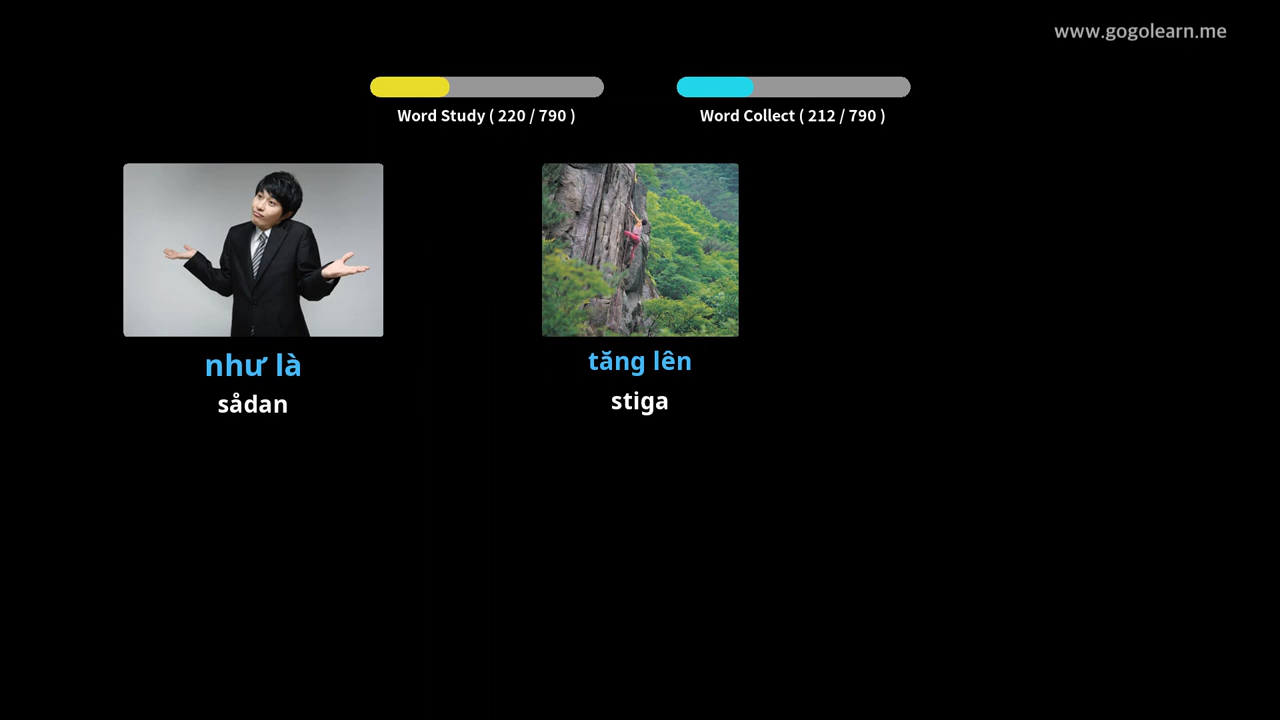 www.gogolearn.me
Word Study ( 220 / 790 )
Word Collect ( 212 / 790 )
như là
sådan
tăng lên
stiga